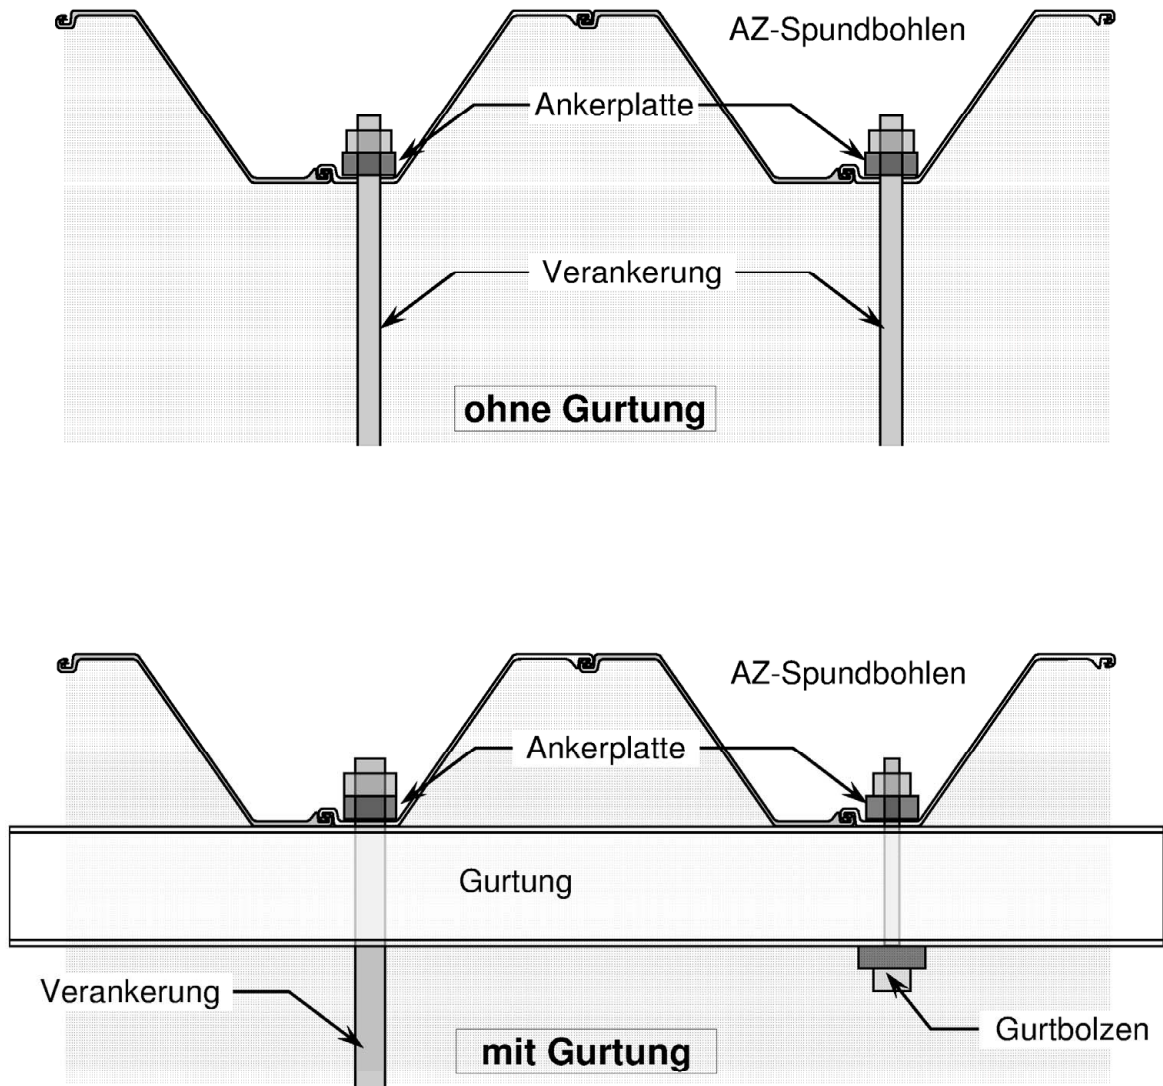 AZ-Spundbohlen
Ankerplatte
Verankerung
ohne Gurtung
AZ-Spundbohlen
Ankerplatte
Gurtung
Verankerung
Gurtbolzen
mit Gurtung